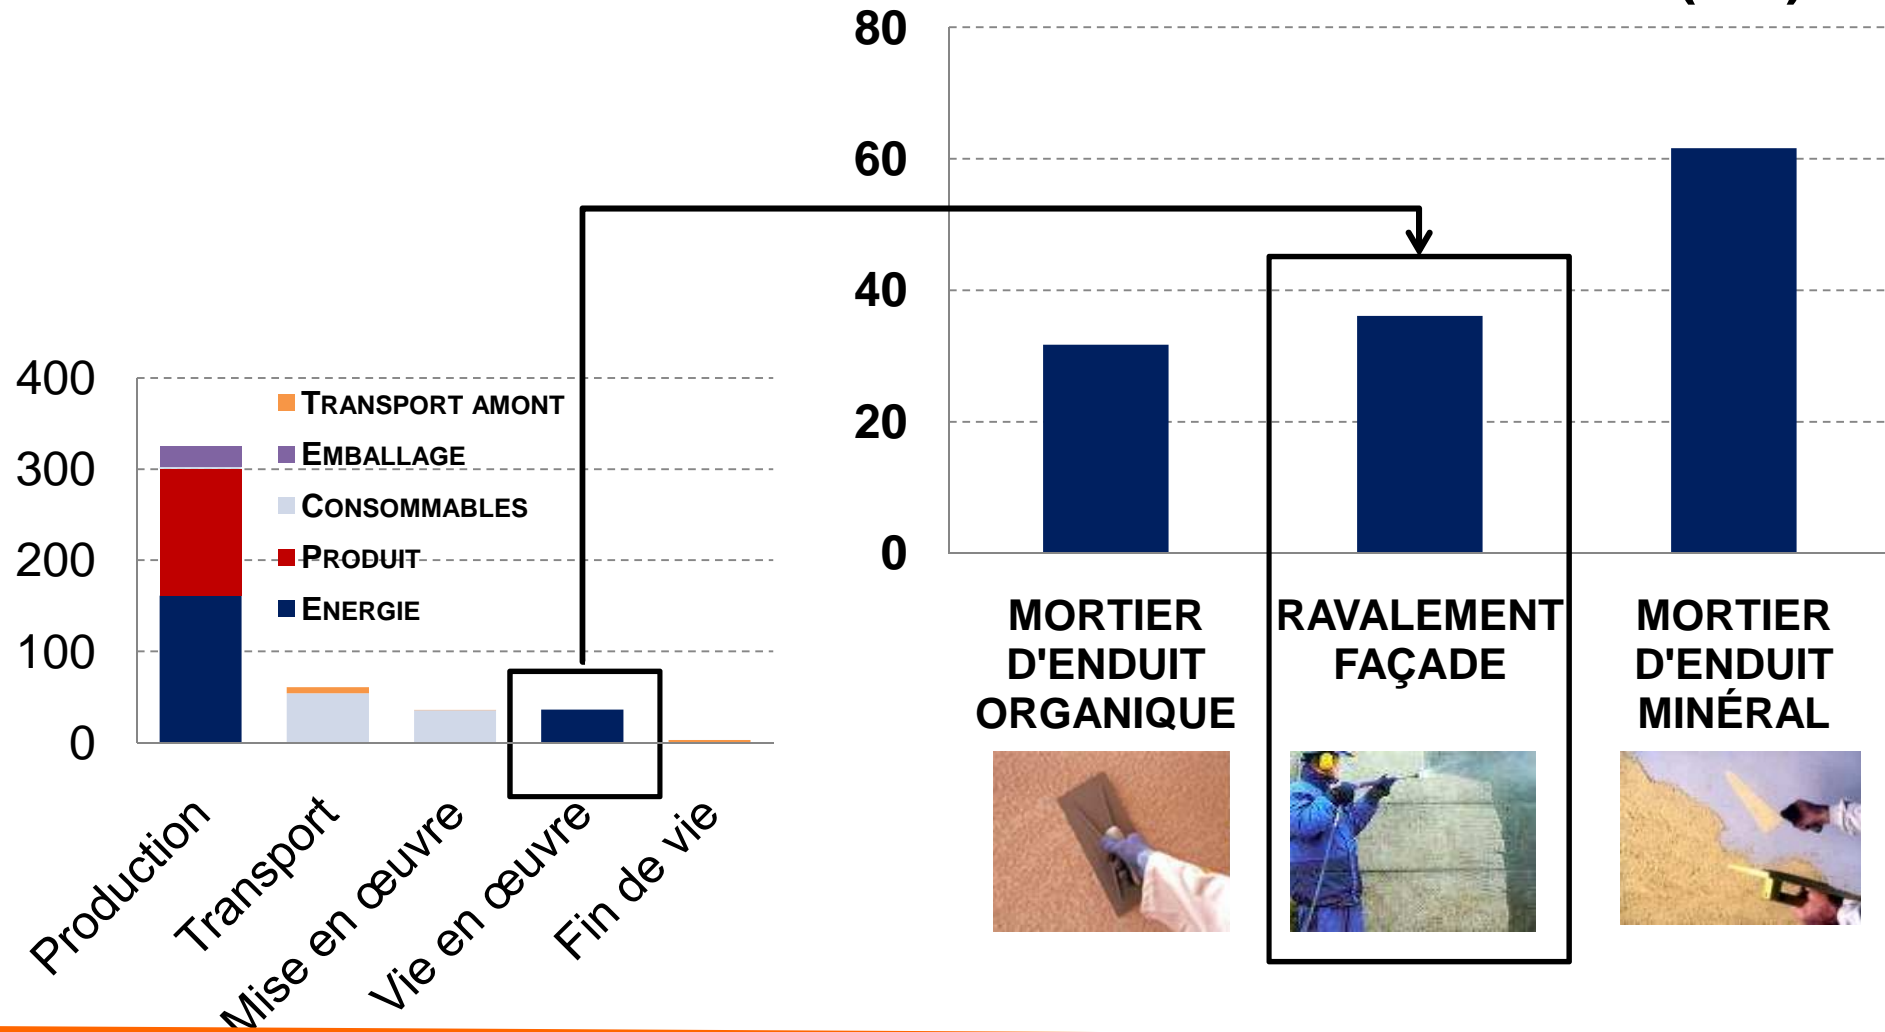 80
60
40
20
0
400
300
200
100
0
TRANSPORT AMONT
EMBALLAGE
CONSOMMABLES
PRODUIT
ENERGIE
Production
Transport
Mise en œuvre
Vie en œuvre
Fin de vie
MORTIER
D'ENDUIT
ORGANIQUE
RAVALEMENT
FAÇADE
MORTIER
D'ENDUIT
MINÉRAL